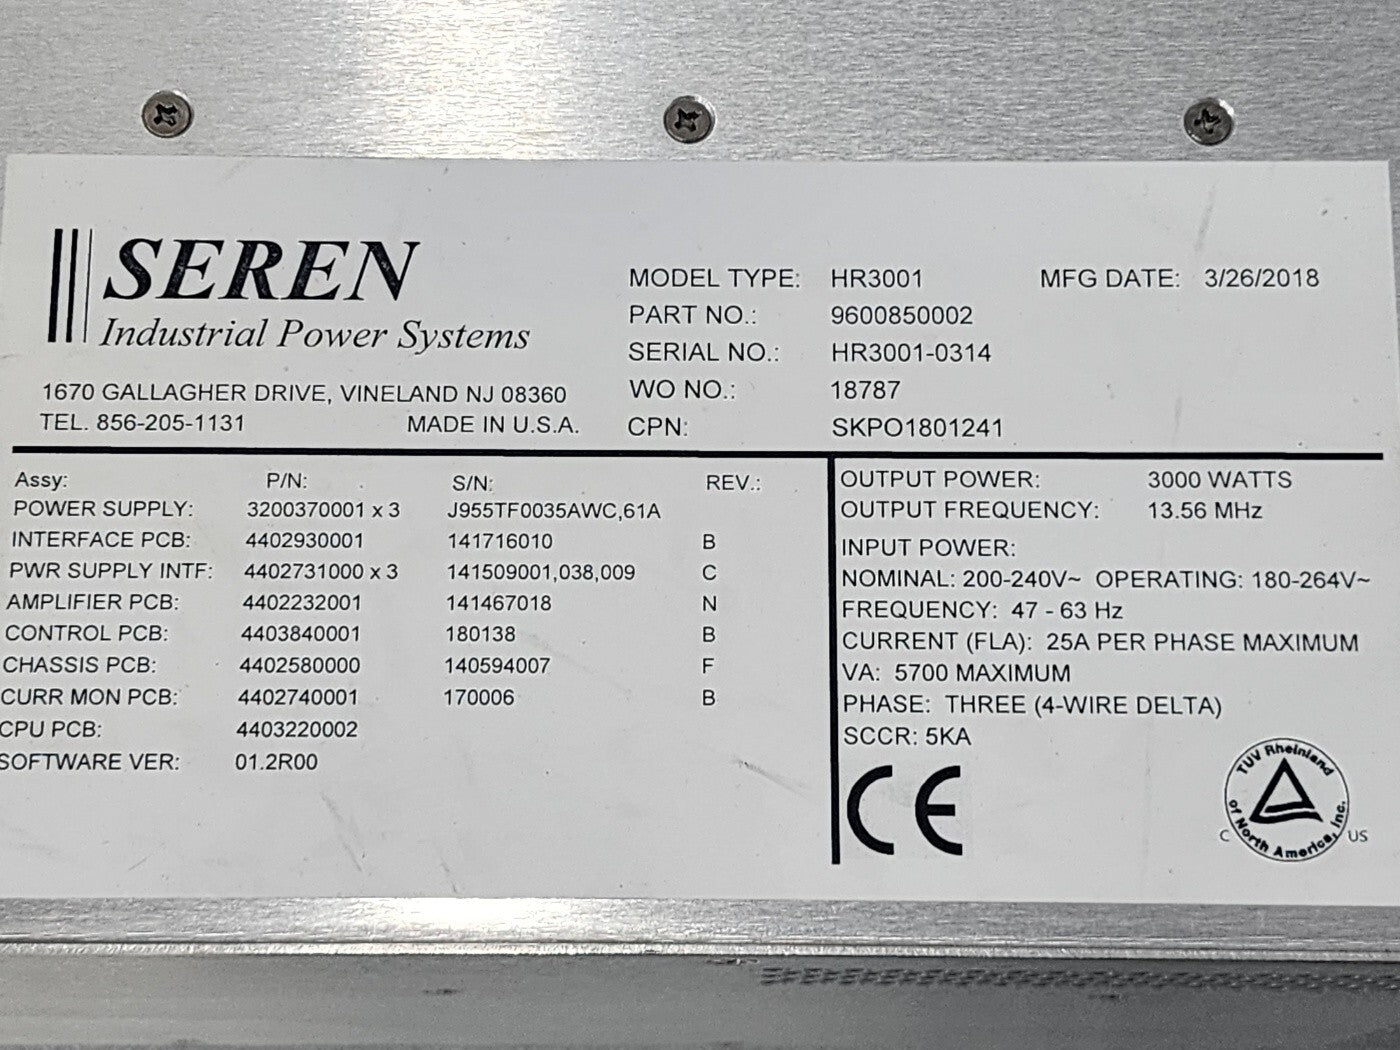 SEREN
Industrial Power Systems
1670 GALLAGHER DRIVE, VINELAND NJ 08360
TEL. 856-205-1131 MADE IN U.S.A.
MODEL TYPE: HR3001 MFG DATE: 3/26/2018
PART NO.: 9600850002
SERIAL NO.: HR3001-0314
WO NO.: 18787
CPN: SKPO1801241
Assy: P/N: S/N: REV.:
POWER SUPPLY: 3200370001 x 3 J955TF0035AWC,61A
INTERFACE PCB: 4402930001 141716010 B
PWR SUPPLY INTF: 4402731000 x 3 141509001,038,009 C
AMPLIFIER PCB: 4402232001 141467018 N
CONTROL PCB: 4403840001 180138 B
CHASSIS PCB: 4402580000 140594007 F
CURR MON PCB: 4402740001 170006 B
CPU PCB: 4403220002
SOFTWARE VER: 01.2R00
OUTPUT POWER: 3000 WATTS
OUTPUT FREQUENCY: 13.56 MHz
INPUT POWER:
NOMINAL: 200-240V~ OPERATING: 180-264V~
FREQUENCY: 47 - 63 Hz
CURRENT (FLA): 25A PER PHASE MAXIMUM
VA: 5700 MAXIMUM
PHASE: THREE (4-WIRE DELTA)
SCCR: 5KA
CE
TUV Rheinland
of North America, Inc.
C US